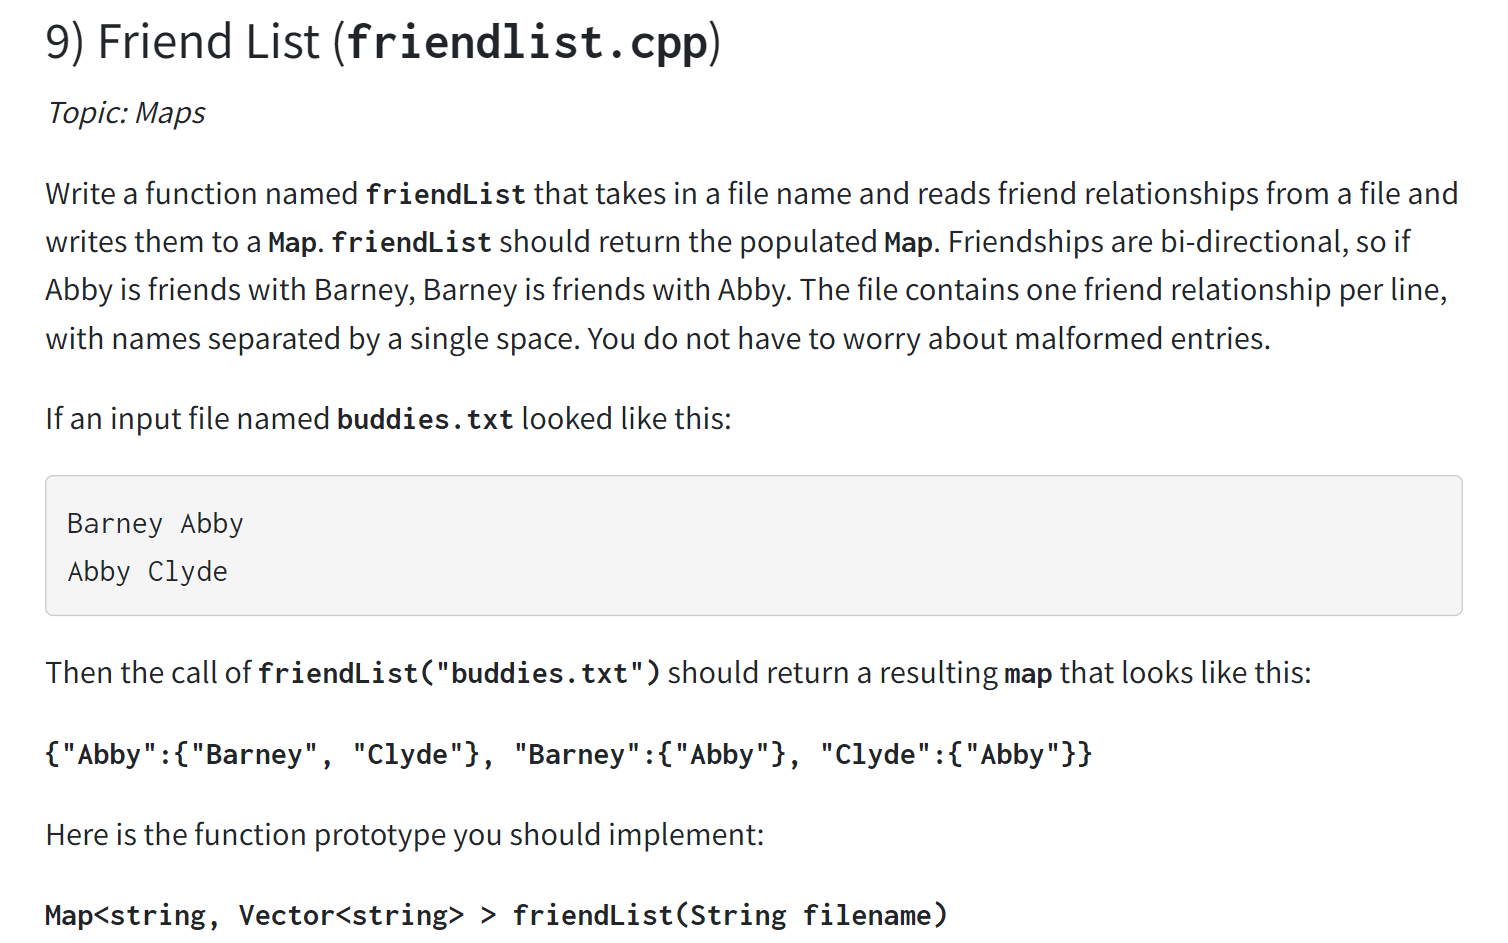 9) Friend List (friendlist.cpp)
Topic: Maps
Write a function named friendList that takes in a file name and reads friend relationships from a file and
writes them to a Map. friendList should return the populated Map. Friendships are bi-directional, so if
Abby is friends with Barney, Barney is friends with Abby. The file contains one friend relationship per line,
with names separated by a single space. You do not have to worry about malformed entries.
If an input file named buddies.txt looked like this:
Barney Abby
Abby Clyde
Then the call of friendList("buddies.txt") should return a resulting map that looks like this:
{"Abby":{"Barney", "Clyde"}, "Barney":{"Abby"}, "Clyde":{"Abby"}}
Here is the function prototype you should implement:
Map<string, Vector<string> > friendList(String filename)